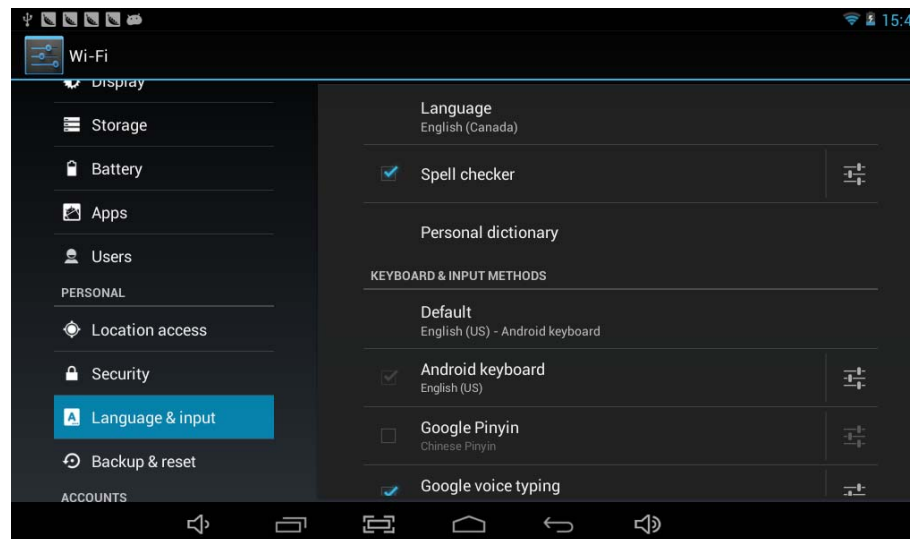 15:4
Wi-Fi
Display
Storage
Battery
Apps
Users
PERSONAL
Location access
Security
Language & input
Backup & reset
ACCOUNTS
Language
English (Canada)
Spell checker
Personal dictionary
KEYBOARD & INPUT METHODS
Default
English (US) - Android keyboard
Android keyboard
English (US)
Google Pinyin
Chinese Pinyin
Google voice typing